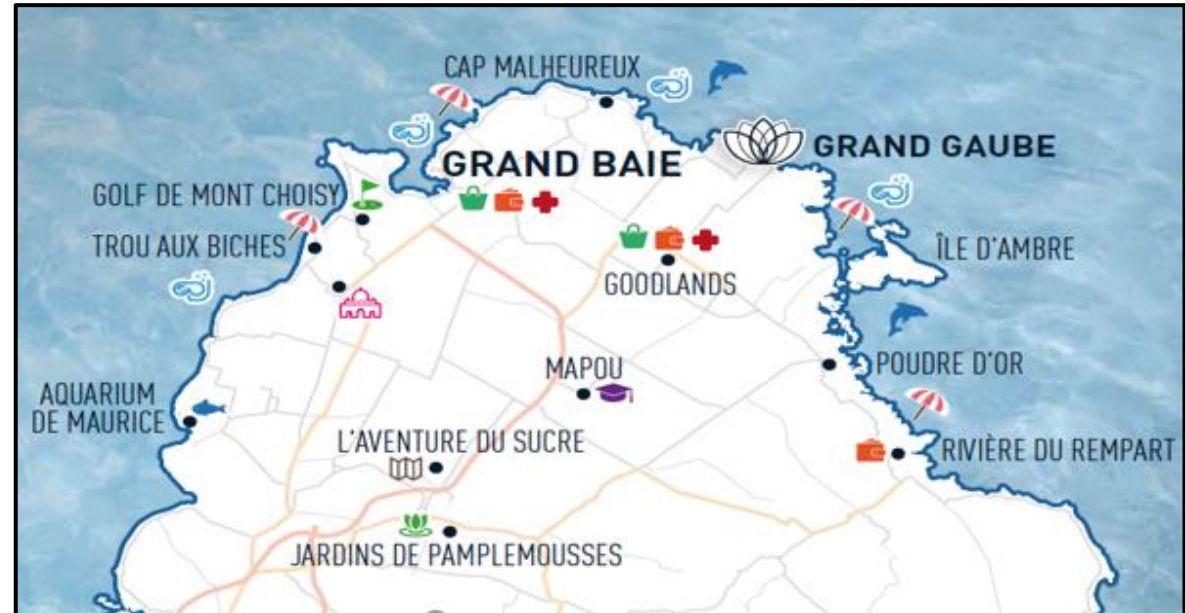 CAP MALHEUREUX
GRAND GAUBE
GRAND BAIE
GOLF DE MONT CHOISY
TROU AUX BICHES
ÎLE D'AMBRE
GOODLANDS
MAPOU
POUDRE D'OR
AQUARIUM
DE MAURICE
L'AVENTURE DU SUCRE
RIVIÈRE DU REMPART
JARDINS DE PAMPLEMOUSSES